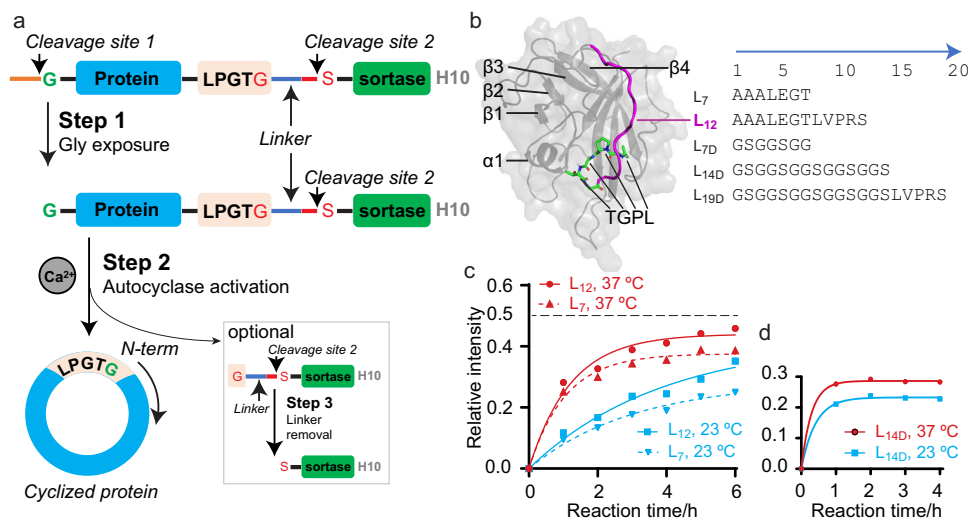 a
Cleavage site 1
Cleavage site 2
G Protein LPGTG S sortase H10
Step 1
Gly exposure
Linker
Cleavage site 2
G Protein LPGTG S sortase H10
Ca2+
Step 2
Autocyclase activation
N-term
LPGTG
Cyclized protein
optional
Cleavage site 2
G S sortase H10
Linker
Step 3
Linker
removal
S sortase H10
b
β3
β4
β2
β1
α1
TGPL
1 5 10 15 20
L7 AAALEGT
L12 AAALEGTLVPRS
L7D GSGGSGG
L14D GSGGSGGSGGSGGS
L19D GSGGSGGSGGSGGSLVPRS
c
L12, 37 ºC
L7, 37 ºC
0.6
0.5
0.4
0.2
0.0
Relative intensity
L12, 23 ºC
L7, 23 ºC
0 2 4 6
Reaction time/h
d
0.3
0.2
0.1
0.0
L14D, 37 ºC
L14D, 23 ºC
0 1 2 3 4
Reaction time/h